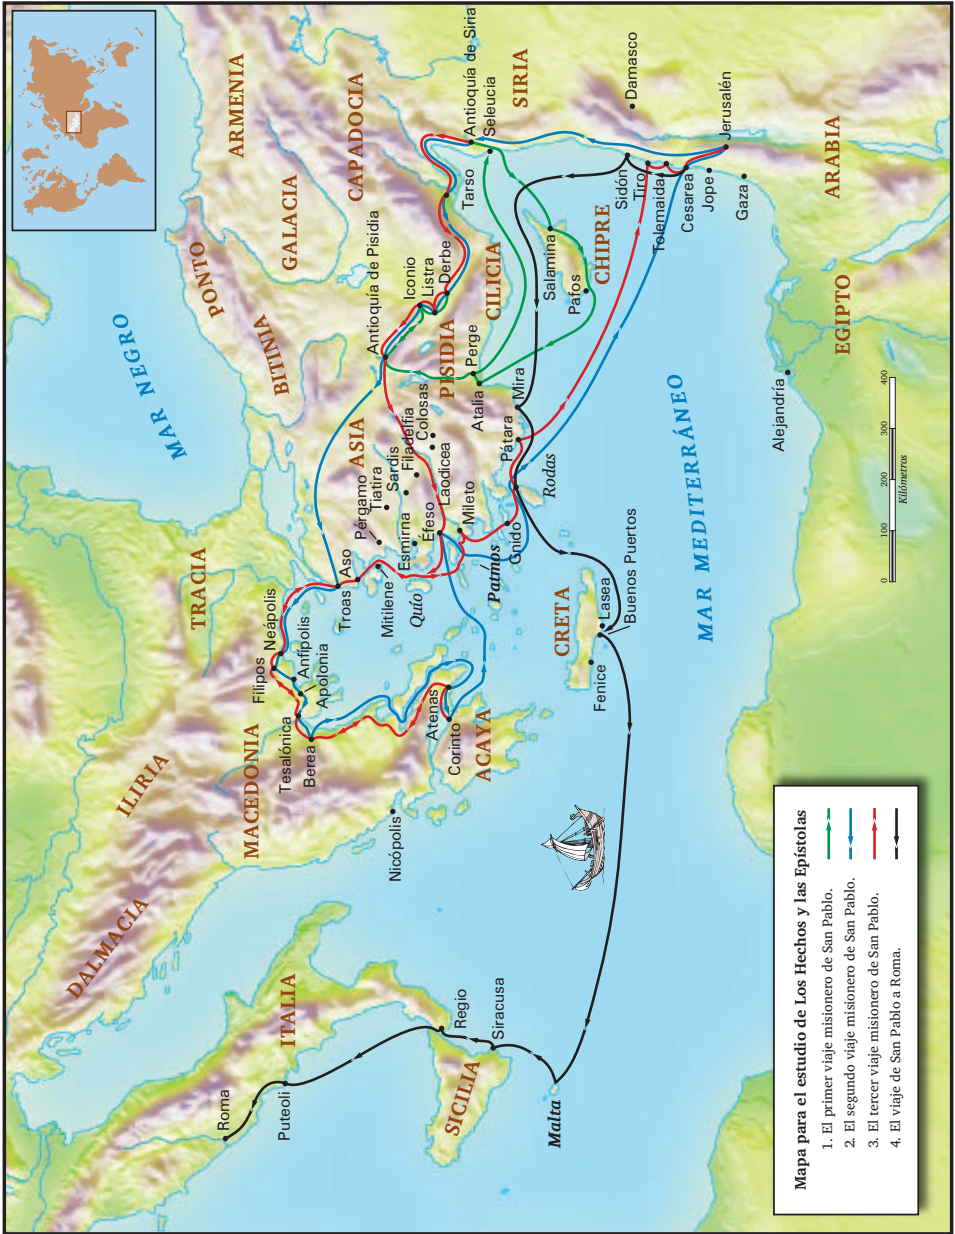 MAR NEGRO
MAR MEDITERRÁNEO
DALMACIA
ILIRIA
MACEDONIA
TRACIA
ITALIA
SICILIA
ACAYA
CRETA
ASIA
BITINIA
PONTO
GALACIA
ARMENIA
CAPADOCIA
PISIDIA
CILICIA
CHIPRE
SIRIA
ARABIA
EGIPTO
Roma
Puteoli
Regio
Siracusa
Malta
Nicópolis
Filipos
Neápolis
Anfípolis
Apolonia
Tesalónica
Berea
Atenas
Corinto
Troas
Aso
Mitilene
Quío
Pérgamo
Tiatira
Sardis
Filadelfia
Esmirna
Éfeso
Colosas
Laodicea
Mileto
Patmos
Gnido
Rodas
Pátara
Mira
Atalia
Perge
Antioquía de Pisidia
Iconio
Listra
Derbe
Tarso
Antioquía de Siria
Seleucia
Salamina
Pafos
Damasco
Sidón
Tiro
Tolemaida
Cesarea
Jope
Jerusalén
Gaza
Alejandría
Fenice
Lasea
Buenos Puertos
0 100 200 300 400
Kilómetros
Mapa para el estudio de Los Hechos y las Epístolas
1. El primer viaje misionero de San Pablo.
2. El segundo viaje misionero de San Pablo.
3. El tercer viaje misionero de San Pablo.
4. El viaje de San Pablo a Roma.